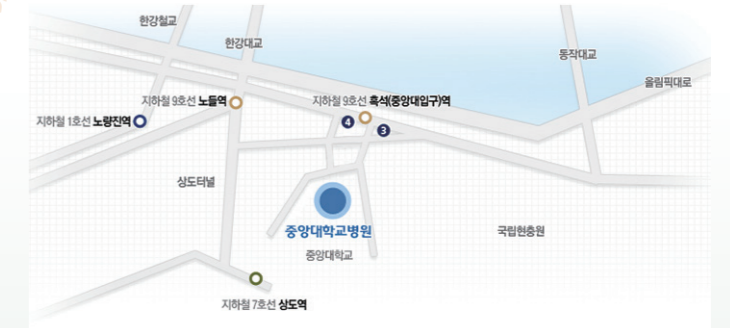 한강철교
한강대교
동작대교
올림픽대로
지하철 9호선 노들역
지하철 9호선 흑석(중앙대입구)역
지하철 1호선 노량진역
4
3
상도터널
중앙대학교병원
국립현충원
중앙대학교
지하철 7호선 상도역